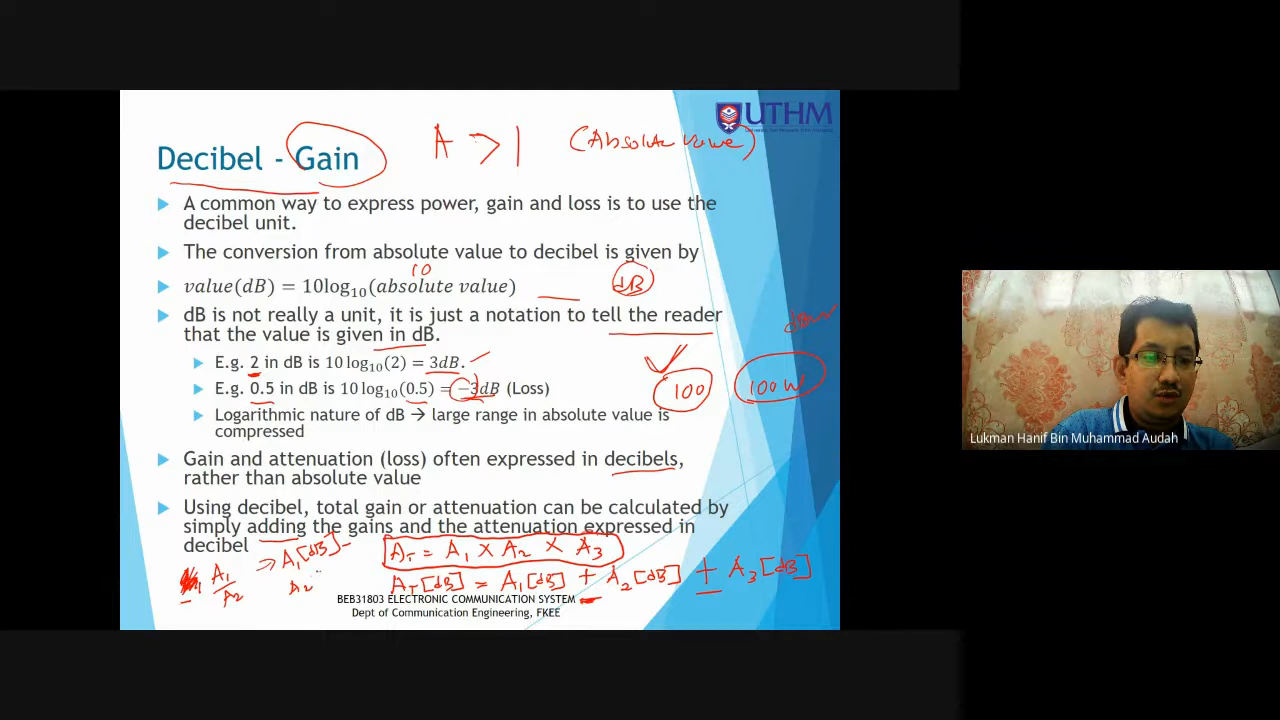 UTHM
Decibel - Gain
A > 1 (Absolute value)
A common way to express power, gain and loss is to use the
decibel unit.
The conversion from absolute value to decibel is given by
10
value(dB) = 10log₁₀(absolute value)
dB
dB is not really a unit, it is just a notation to tell the reader
that the value is given in dB.
E.g. 2 in dB is 10 log₁₀(2) = 3dB.
E.g. 0.5 in dB is 10 log₁₀(0.5) = −3dB (Loss)
100
100W
Logarithmic nature of dB → large range in absolute value is
compressed
Gain and attenuation (loss) often expressed in decibels,
rather than absolute value
Using decibel, total gain or attenuation can be calculated by
simply adding the gains and the attenuation expressed in
decibel
A₁/A₂ ⇒ A₁[dB] −
A₂
A_T = A₁ × A₂ × A₃
A_T[dB] = A₁[dB] + A₂[dB] + A₃[dB]
BEB31803 ELECTRONIC COMMUNICATION SYSTEM
Dept of Communication Engineering, FKEE
Lukman Hanif Bin Muhammad Audah